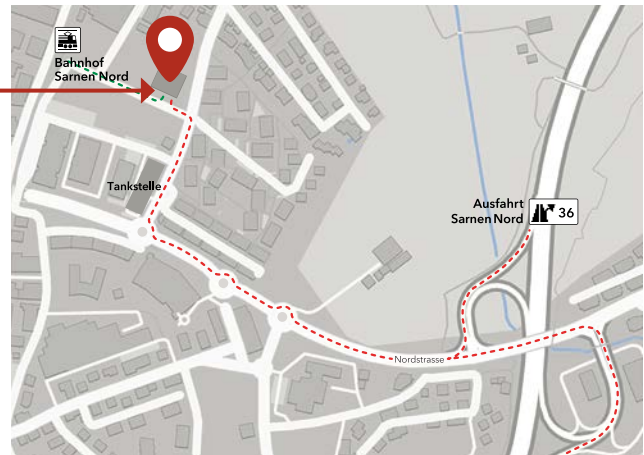 Bahnhof
Sarnen Nord
Tankstelle
Ausfahrt
Sarnen Nord
36
Nordstrasse